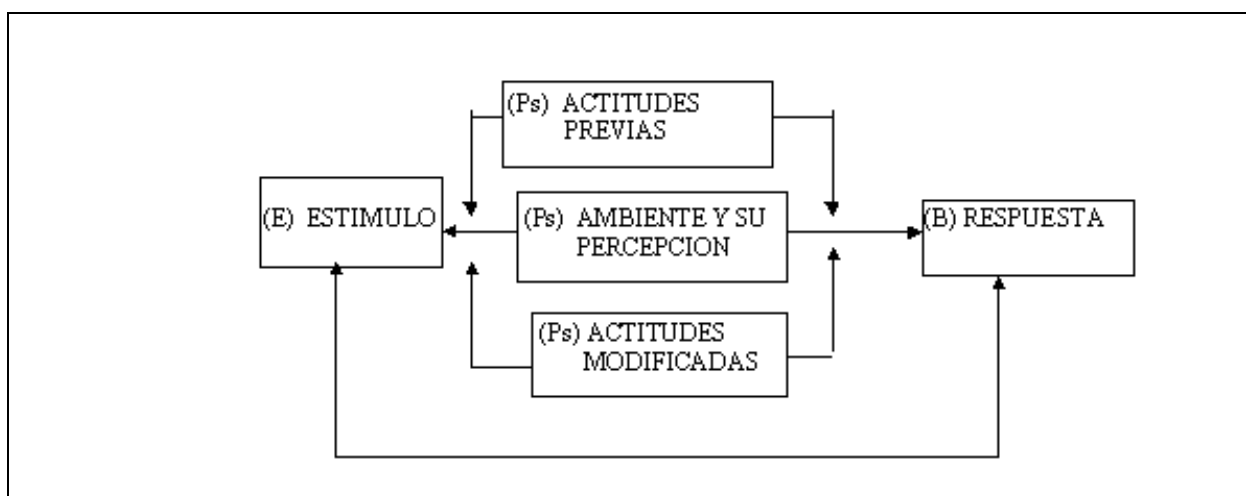 (Ps) ACTITUDES
PREVIAS
(E) ESTIMULO
(Ps) AMBIENTE Y SU
PERCEPCION
(B) RESPUESTA
(Ps) ACTITUDES
MODIFICADAS